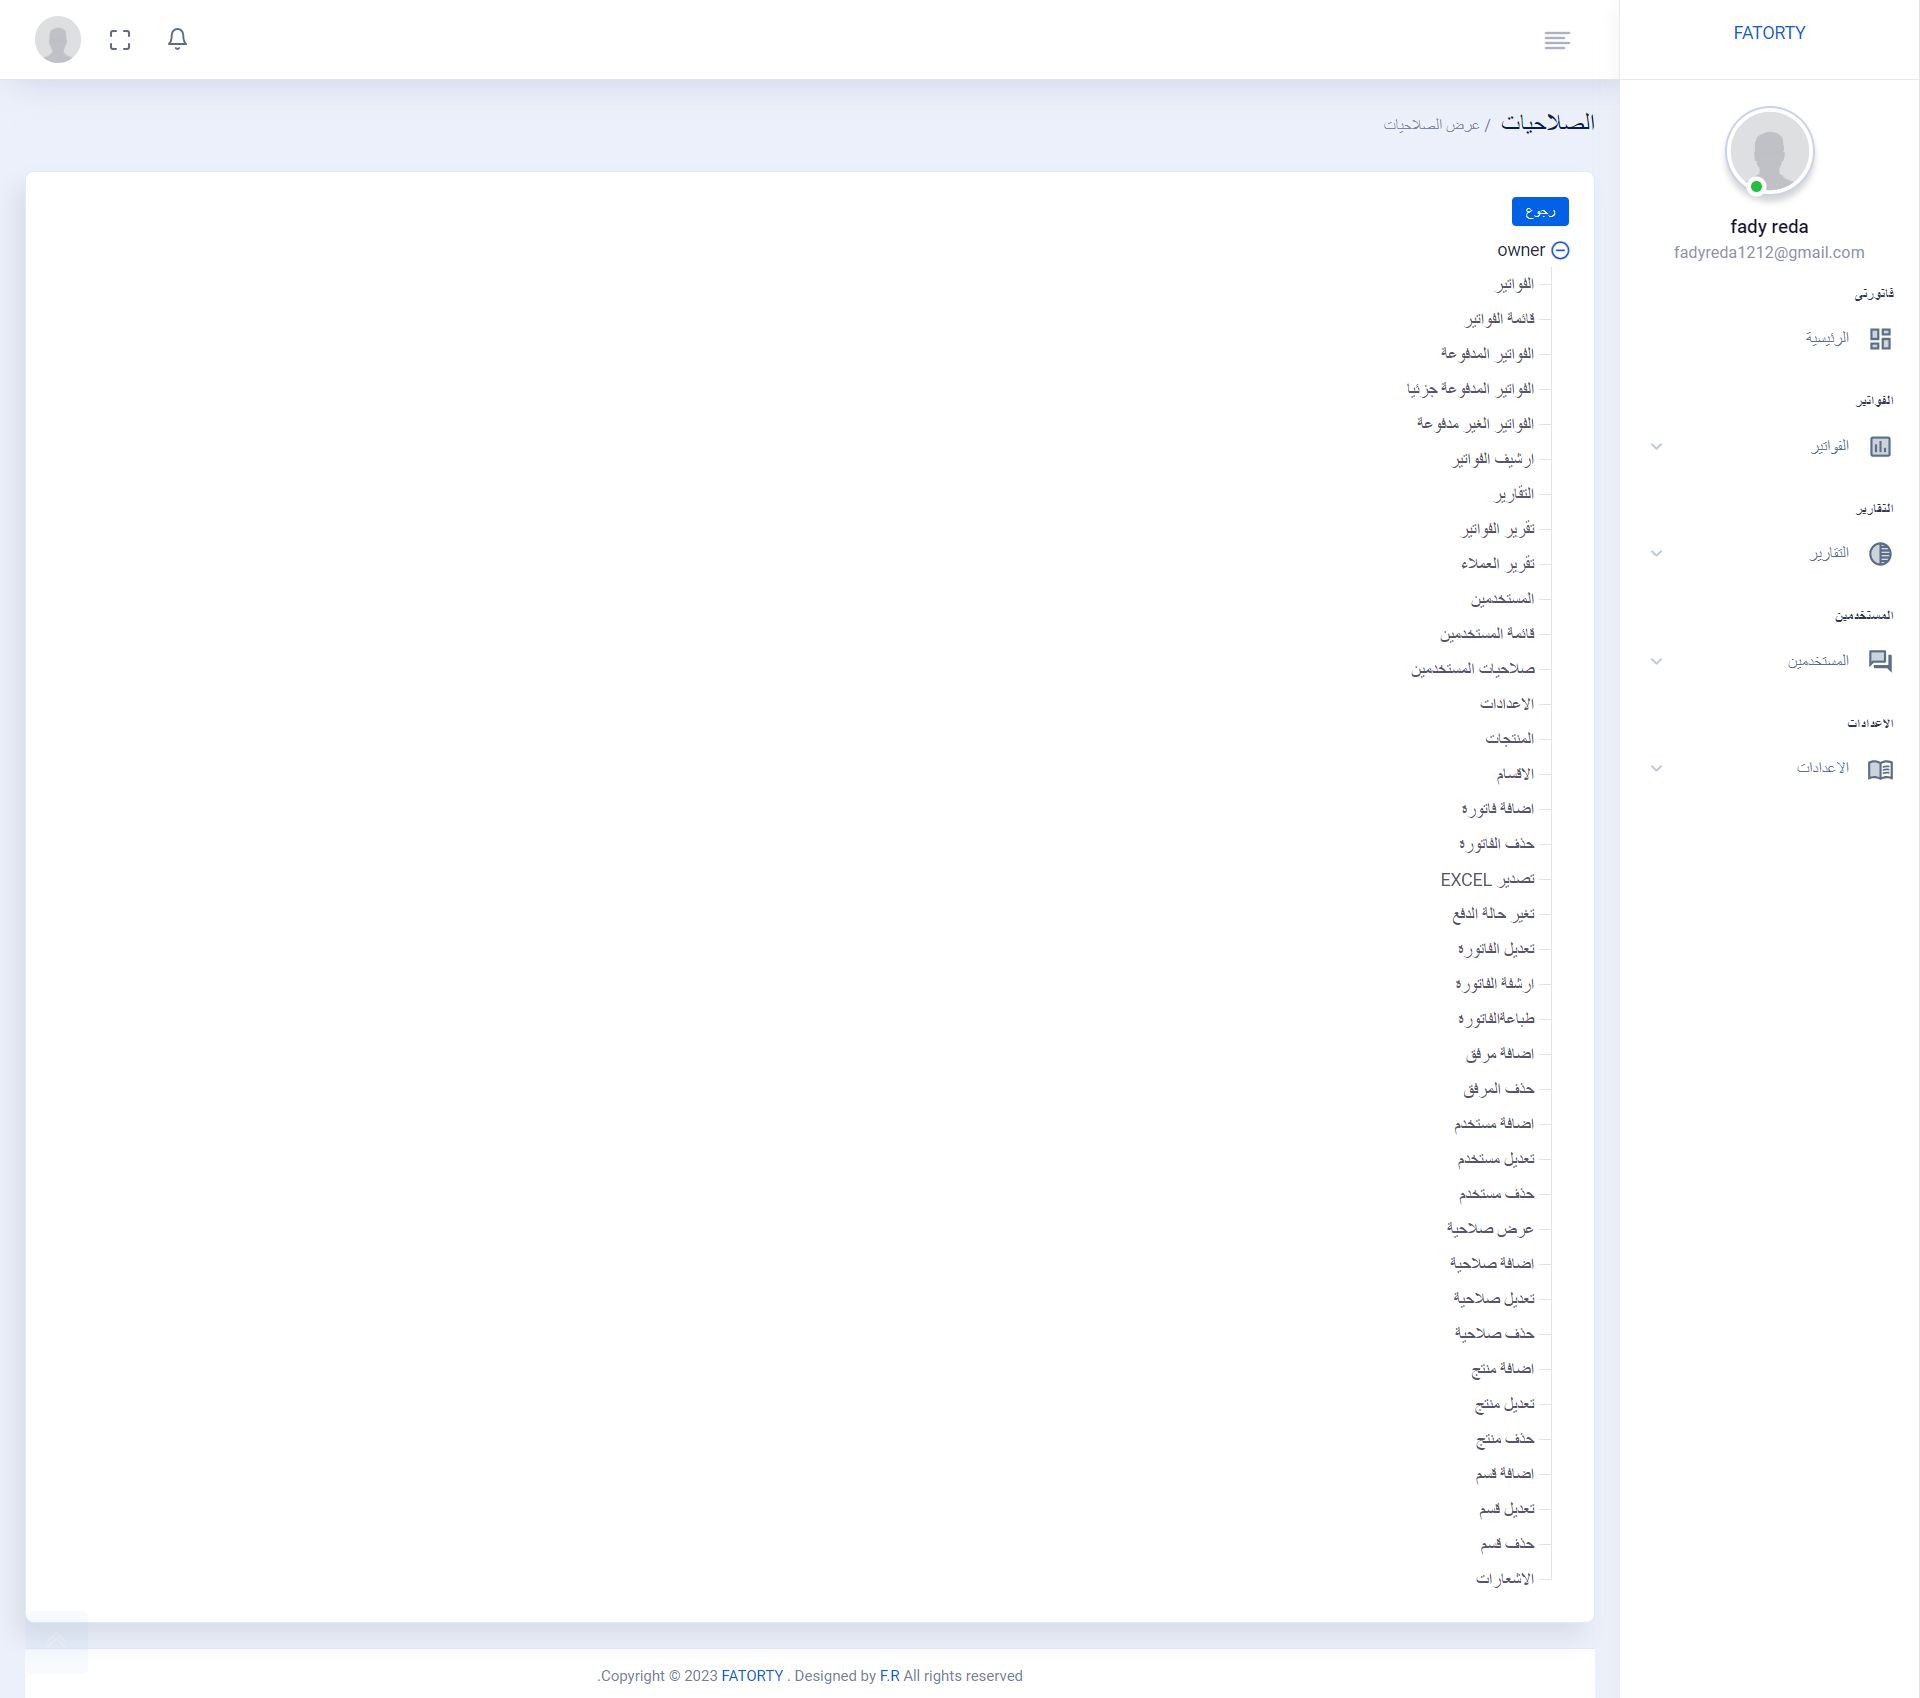 FATORTY
fady reda
fadyreda1212@gmail.com
فاتورتى
الرئيسية
الفواتير
الفواتير
التقارير
التقارير
المستخدمين
المستخدمين
الاعدادات
الاعدادات
الصلاحيات / عرض الصلاحيات
رجوع
owner
الفواتير
قائمة الفواتير
الفواتير المدفوعة
الفواتير المدفوعة جزئيا
الفواتير الغير مدفوعة
ارشيف الفواتير
التقارير
تقرير الفواتير
تقرير العملاء
المستخدمين
قائمة المستخدمين
صلاحيات المستخدمين
الاعدادات
المنتجات
الاقسام
اضافة فاتورة
حذف الفاتورة
تصدير EXCEL
تغير حالة الدفع
تعديل الفاتورة
ارشفة الفاتورة
طباعةالفاتورة
اضافة مرفق
حذف المرفق
اضافة مستخدم
تعديل مستخدم
حذف مستخدم
عرض صلاحية
اضافة صلاحية
تعديل صلاحية
حذف صلاحية
اضافة منتج
تعديل منتج
حذف منتج
اضافة قسم
تعديل قسم
حذف قسم
الاشعارات
.Copyright © 2023 FATORTY . Designed by F.R All rights reserved